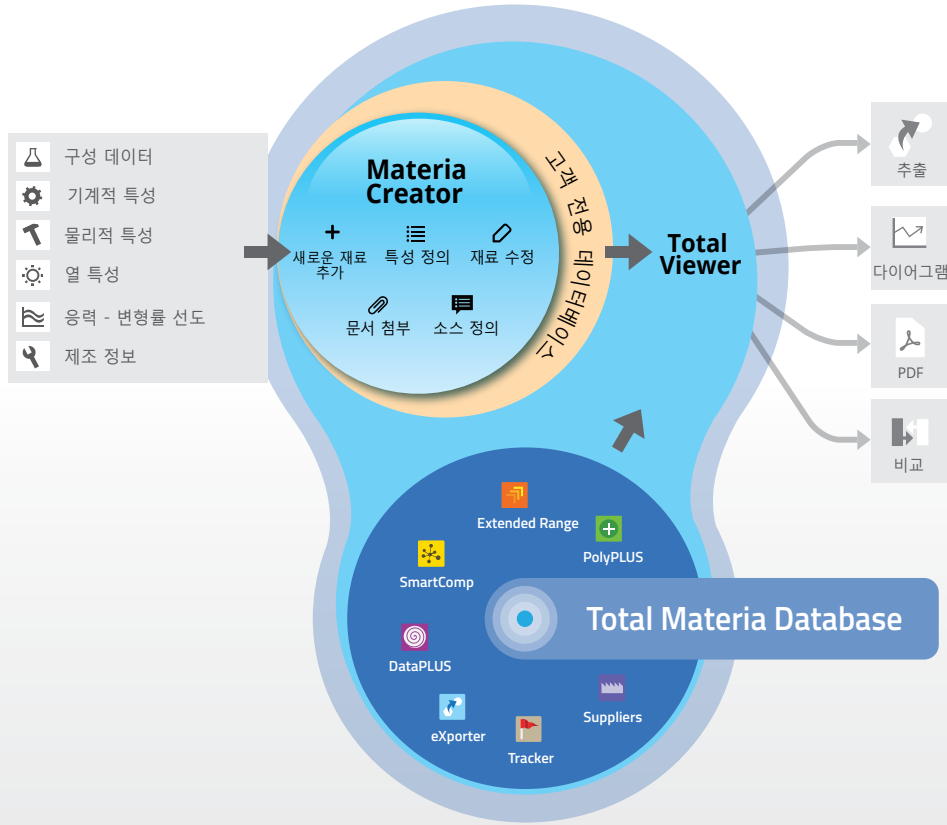 구성 데이터
기계적 특성
물리적 특성
열 특성
응력 - 변형률 선도
제조 정보
Materia
Creator
새로운 재료
추가
특성 정의
재료 수정
문서 첨부
소스 정의
고객 전용 데이터베이스
Total
Viewer
추출
다이어그램
PDF
비교
Extended Range
PolyPLUS
SmartComp
Total Materia Database
DataPLUS
Suppliers
eXporter
Tracker